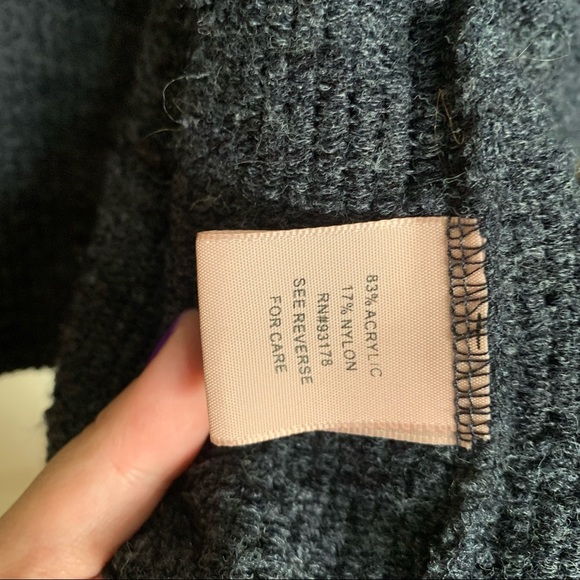 83% ACRYLIC
17% NYLON
RN#93178
SEE REVERSE
FOR CARE